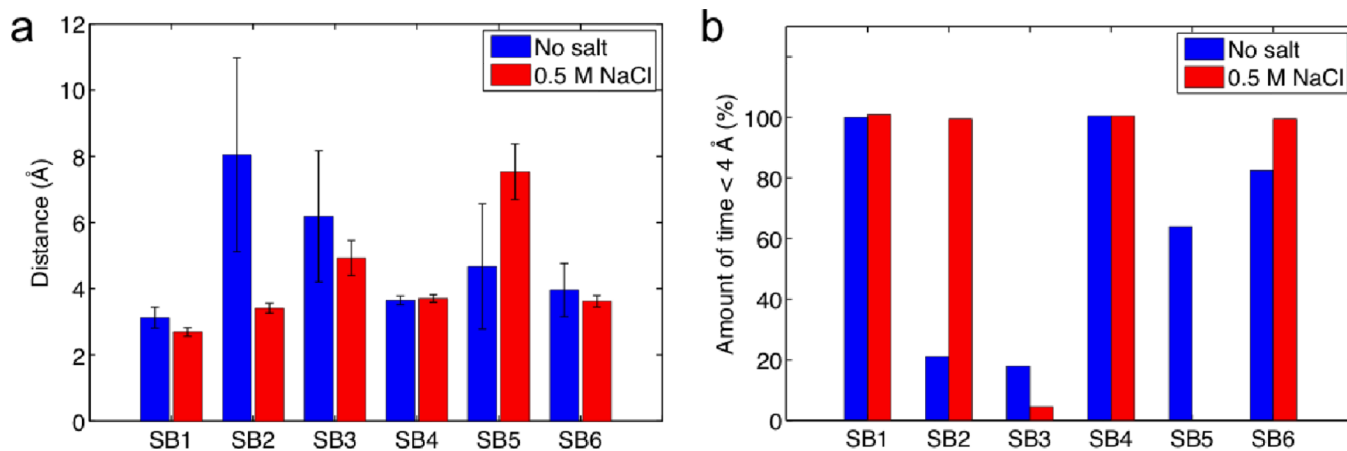 a
12
10
8
6
4
2
0
Distance (Å)
No salt
0.5 M NaCl
SB1 SB2 SB3 SB4 SB5 SB6
b
100
80
60
40
20
0
Amount of time < 4 Å (%)
No salt
0.5 M NaCl
SB1 SB2 SB3 SB4 SB5 SB6